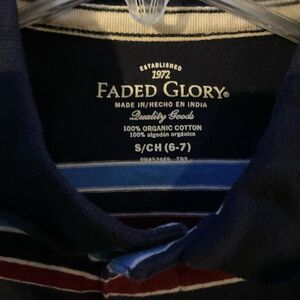 ESTABLISHED
1972
FADED GLORY®
MADE IN/HECHO EN INDIA
Quality Goods
100% ORGANIC COTTON
100% algodón orgánico
S/CH (6-7)